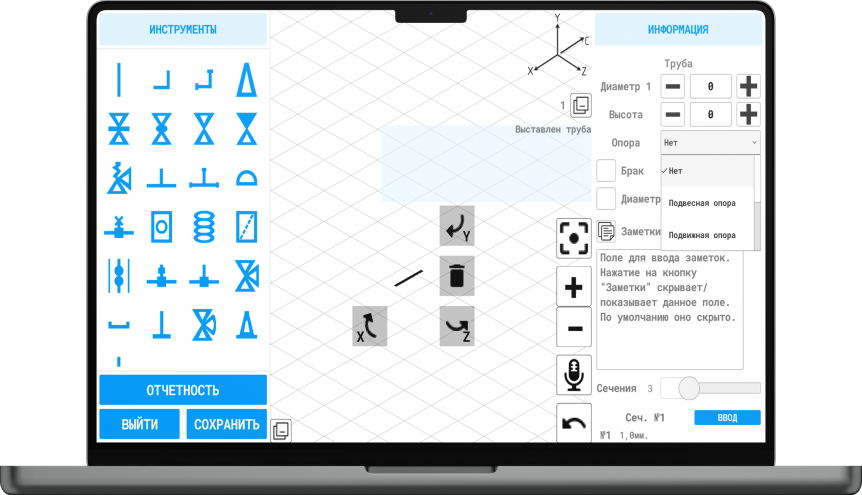 ИНСТРУМЕНТЫ
ОТЧЕТНОСТЬ
ВЫЙТИ
СОХРАНИТЬ
Y
C
X
Z
1
Выставлен труба
Y
X
Z
ИНФОРМАЦИЯ
Труба
Диаметр 1
0
Высота
0
Опора
Нет
Брак
Нет
Диаметр
Подвесная опора
Заметки
Подвижная опора
Поле для ввода заметок.
Нажатие на кнопку
"Заметки" скрывает/
показывает данное поле.
По умолчанию оно скрыто.
Сечения 3
Сеч. №1
ВВОД
№1 1,0мм.